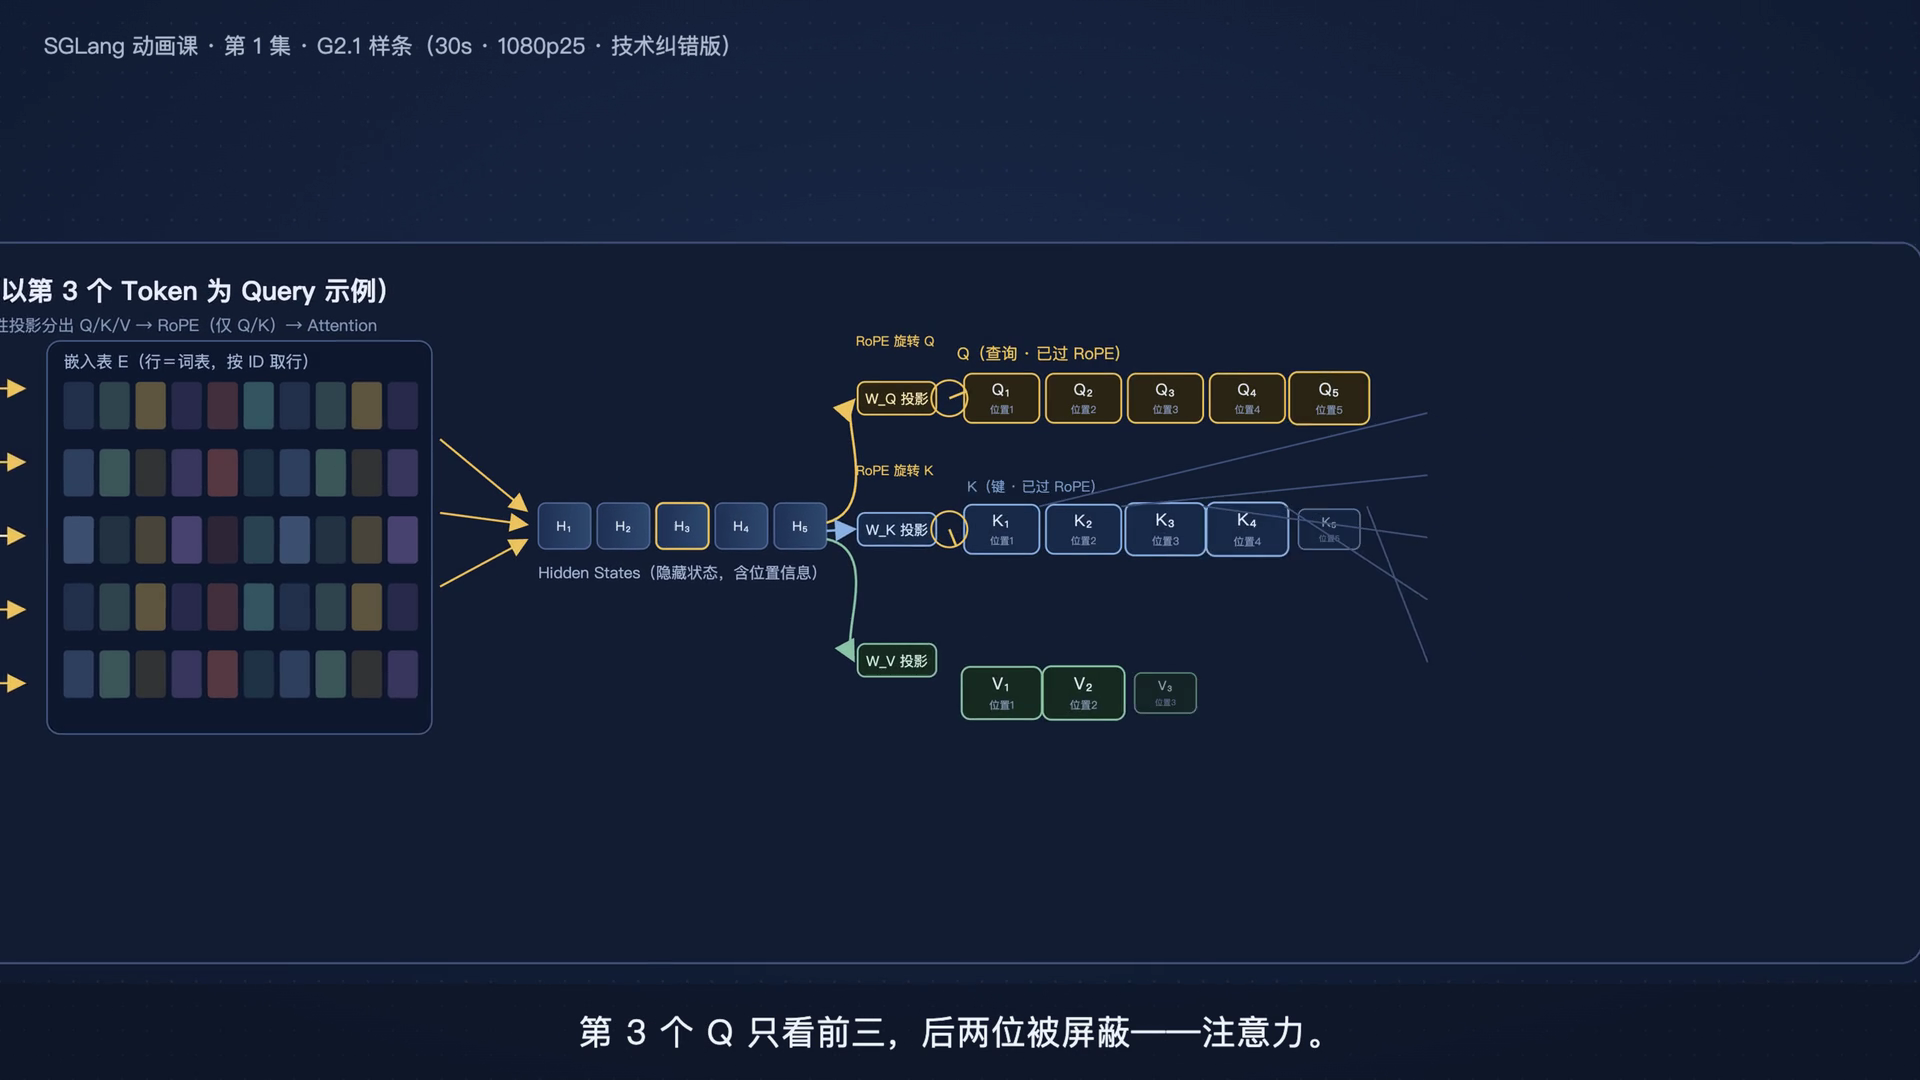 SGLang 动画课 · 第 1 集 · G2.1 样条（30s · 1080p25 · 技术纠错版）
以第 3 个 Token 为 Query 示例）
性投影分出 Q/K/V → RoPE（仅 Q/K）→ Attention
嵌入表 E（行＝词表，按 ID 取行）
RoPE 旋转 Q
Q（查询 · 已过 RoPE）
W_Q 投影
Q₁ Q₂ Q₃ Q₄ Q₅
位置1 位置2 位置3 位置4 位置5
RoPE 旋转 K
K（键 · 已过 RoPE）
H₁ H₂ H₃ H₄ H₅
W_K 投影
K₁ K₂ K₃ K₄ K₅
位置1 位置2 位置3 位置4 位置5
Hidden States（隐藏状态，含位置信息）
W_V 投影
V₁ V₂ V₃
位置1 位置2 位置3
第 3 个 Q 只看前三，后两位被屏蔽——注意力。